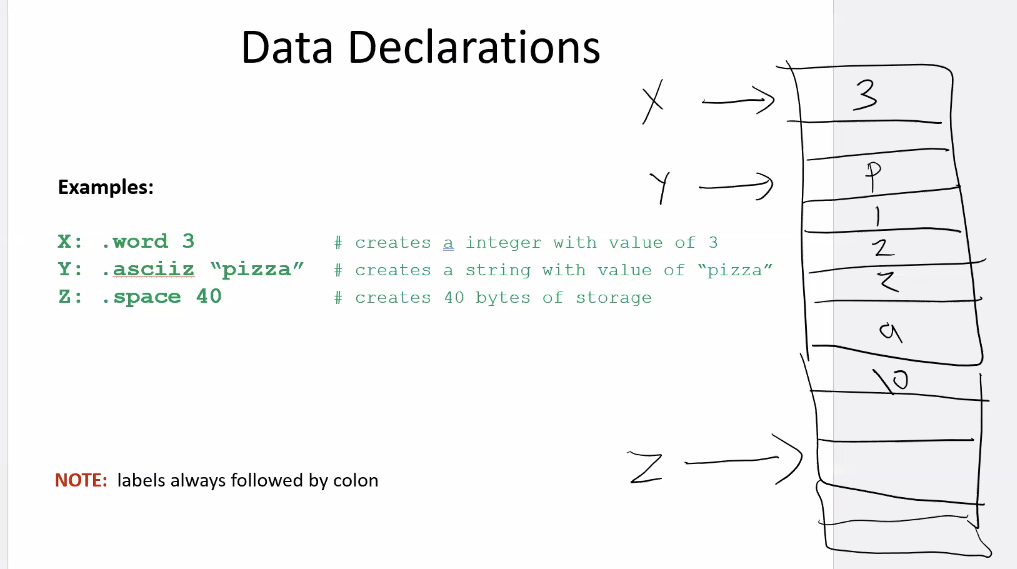 Data Declarations
X → 3
Y → p
i
z
z
a
\0
Z →
Examples:
X: .word 3 # creates a integer with value of 3
Y: .asciiz “pizza” # creates a string with value of “pizza”
Z: .space 40 # creates 40 bytes of storage
NOTE: labels always followed by colon